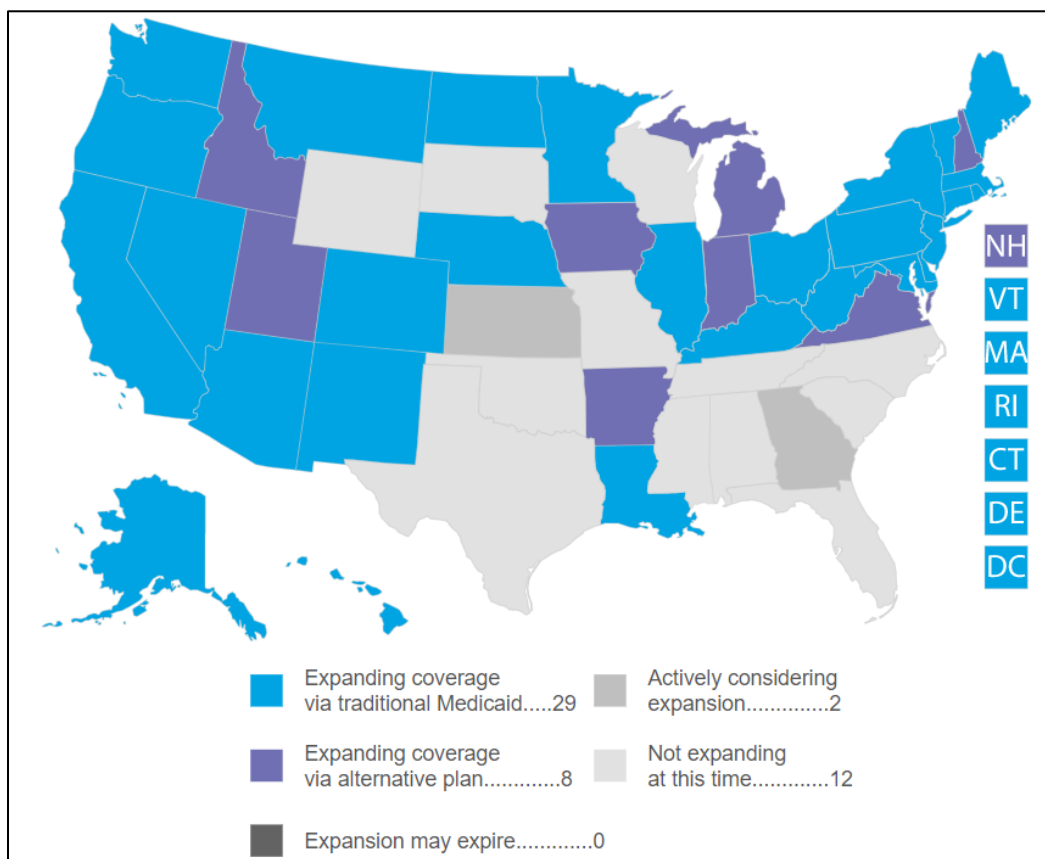 NH
VT
MA
RI
CT
DE
DC
Expanding coverage
via traditional Medicaid.....29
Actively considering
expansion..............2
Expanding coverage
via alternative plan.............8
Not expanding
at this time............12
Expansion may expire.............0